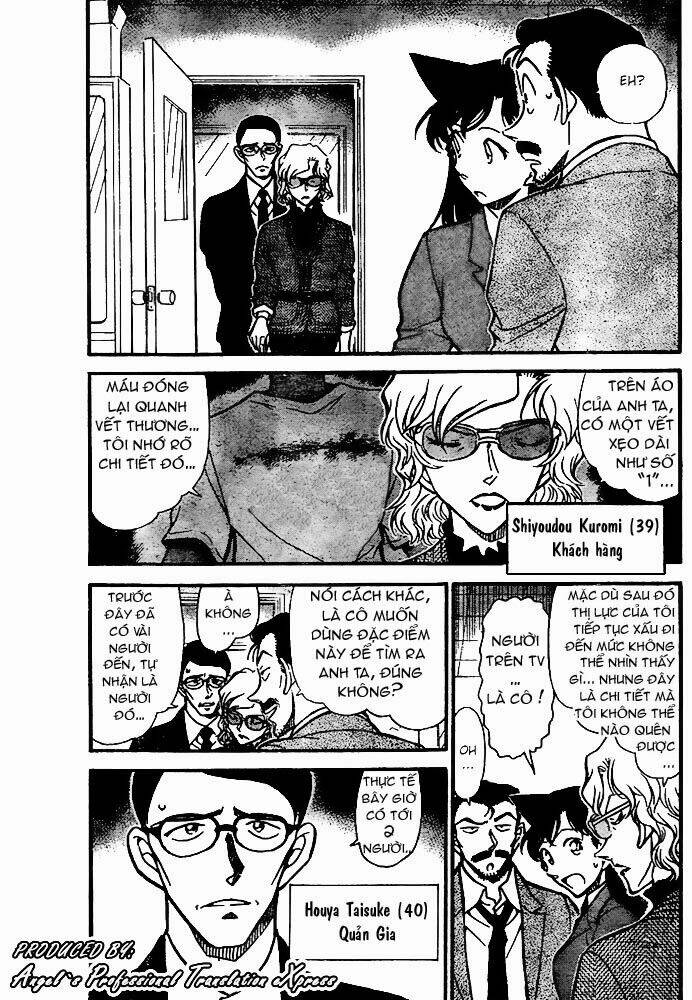 EH?
TRÊN ÁO
CỦA ANH TA,
CÓ MỘT VẾT
XẸO DÀI
NHƯ SỐ
"1"...
MẤU ĐÓNG
LẠI QUANH
VẾT THƯƠNG...
TÔI NHỚ RÕ
CHI TIẾT ĐÓ...
Shiyoudou Kuromi (39)
Khách hàng
MẶC DÙ SAU ĐÓ
THỊ LỰC CỦA TÔI
TIẾP TỤC XẤU ĐI
ĐẾN MỨC KHÔNG
THỂ NHÌN THẤY
GÌ... NHƯNG ĐÂY
LÀ CHI TIẾT MÀ
TÔI KHÔNG THỂ
NÀO QUÊN
ĐƯỢC ...
NGƯỜI
TRÊN TV
...
LÀ CÔ !
OH
...
NÓI CÁCH KHÁC,
LÀ CÔ MUỐN
DÙNG ĐẶC ĐIỂM
NÀY ĐỂ TÌM RA
ANH TA, ĐÚNG
KHÔNG?
À
KHÔNG
...
TRƯỚC
ĐÂY ĐÃ
CÓ VÀI
NGƯỜI
ĐẾN, TỰ
NHẬN LÀ
NGƯỜI
ĐÓ...
THỰC TẾ
BÂY GIỜ
CÓ TỚI
2
NGƯỜI..
Houya Taisuke (40)
Quản Gia
PRODUCED BY:
Angel's Professional Translation eXpress